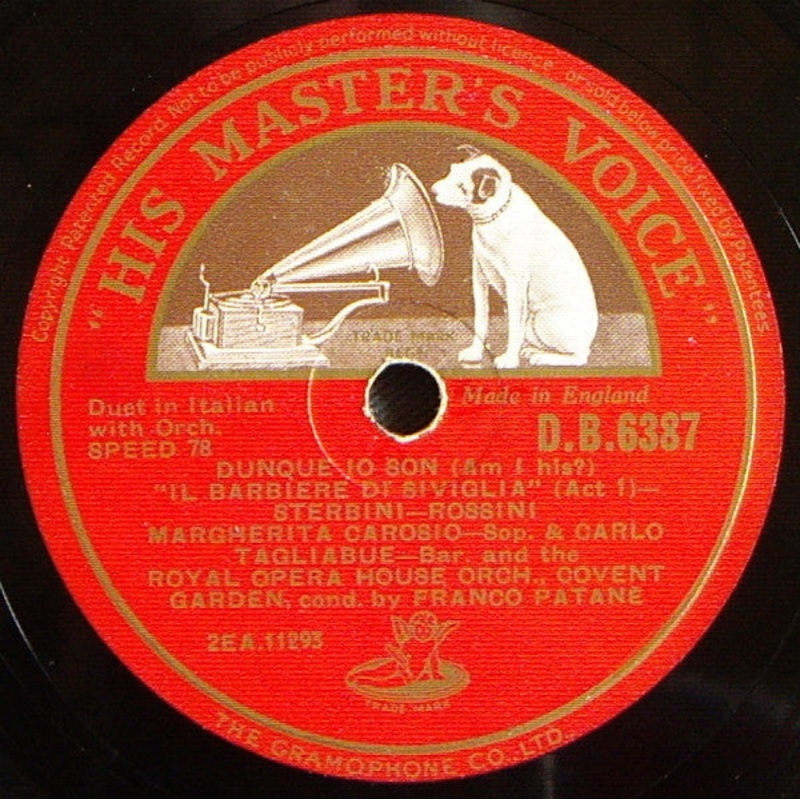 Copyright Patented Record Not to be publicly performed without licence or sold below price fixed by Patentees
"HIS MASTER'S VOICE"
TRADE MARK
Made in England
Duet in Italian
with Orch.
SPEED 78
D.B.6387
DUNQUE IO SON (Am I his?)
"IL BARBIERE DI SIVIGLIA" (Act 1)—
STERBINI—ROSSINI
MARGHERITA CAROSIO—Sop. & CARLO
TAGLIABUE—Bar. and the
ROYAL OPERA HOUSE ORCH., COVENT
GARDEN, cond. by FRANCO PATANÈ
2EA.11293
TRADE MARK
THE GRAMOPHONE CO. LTD.